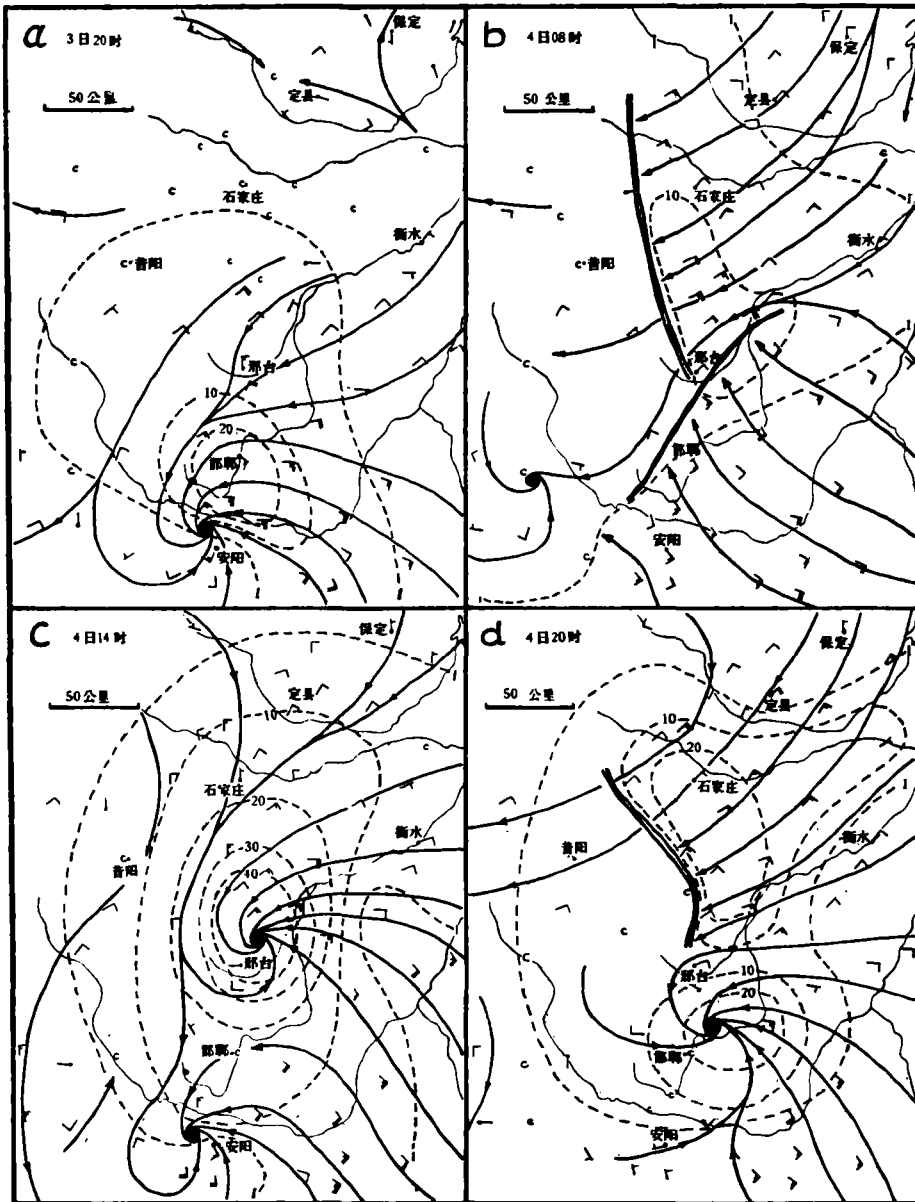 a 3日20时
保定
定县
50公里
石家庄
衡水
c·昔阳
邢台
10
20
邯郸
安阳
b 4日08时
保定
定县
50公里
石家庄
10
衡水
c·昔阳
邢台
邯郸
安阳
c 4日14时
保定
定县
50公里
10
石家庄
20
衡水
30
昔阳
40
邢台
邯郸
安阳
d 4日20时
保定
定县
50公里
10
20
石家庄
昔阳
衡水
邢台
10
20
邯郸
安阳